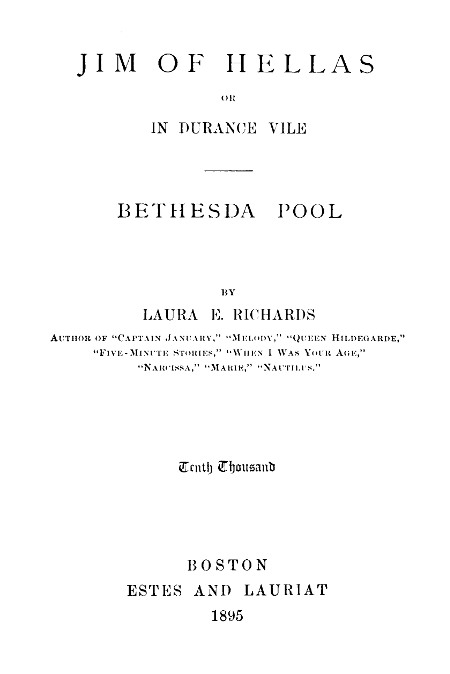 JIM OF HELLAS
OR
IN DURANCE VILE
BETHESDA POOL
BY
LAURA E. RICHARDS
AUTHOR OF “CAPTAIN JANUARY,” “MELODY,” “QUEEN HILDEGARDE,”
“FIVE-MINUTE STORIES,” “WHEN I WAS YOUR AGE,”
“NARCISSA,” “MARIE,” “NAUTILUS.”
Tenth Thousand
BOSTON
ESTES AND LAURIAT
1895